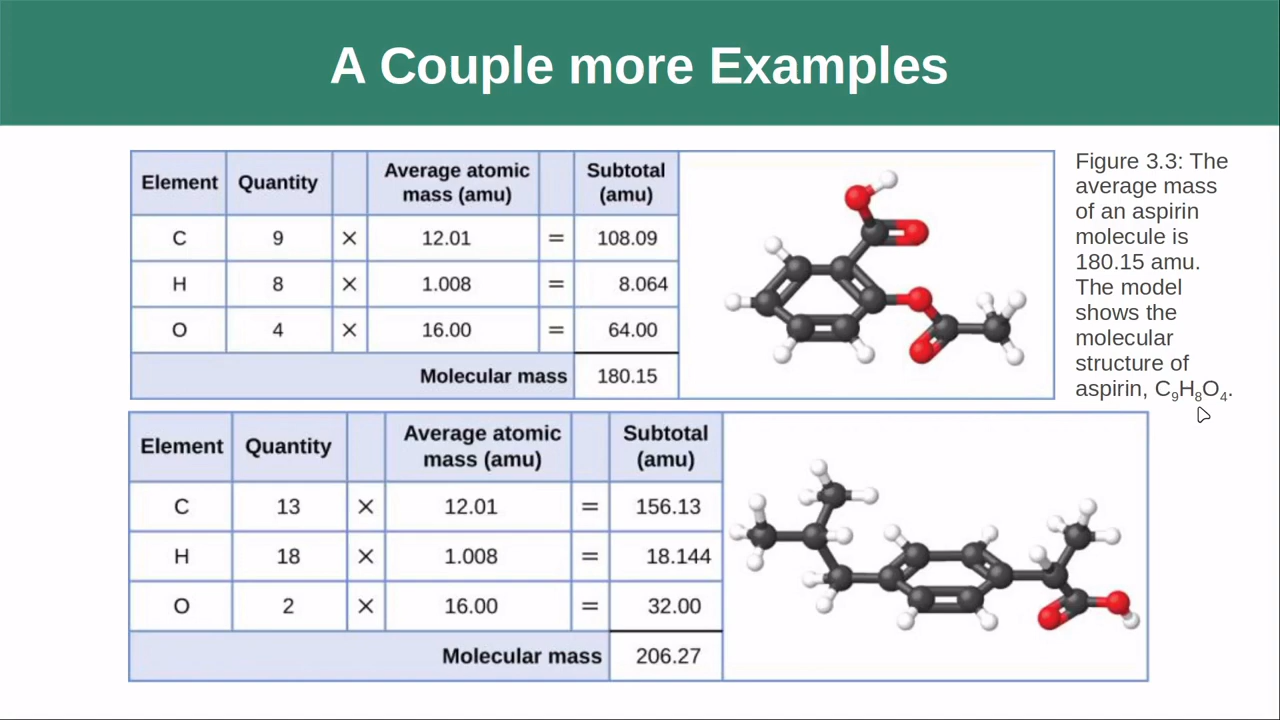 A Couple more Examples
Element Quantity Average atomic mass (amu) Subtotal (amu)
C 9 × 12.01 = 108.09
H 8 × 1.008 = 8.064
O 4 × 16.00 = 64.00
Molecular mass 180.15
Figure 3.3: The
average mass
of an aspirin
molecule is
180.15 amu.
The model
shows the
molecular
structure of
aspirin, C₉H₈O₄.
Element Quantity Average atomic mass (amu) Subtotal (amu)
C 13 × 12.01 = 156.13
H 18 × 1.008 = 18.144
O 2 × 16.00 = 32.00
Molecular mass 206.27